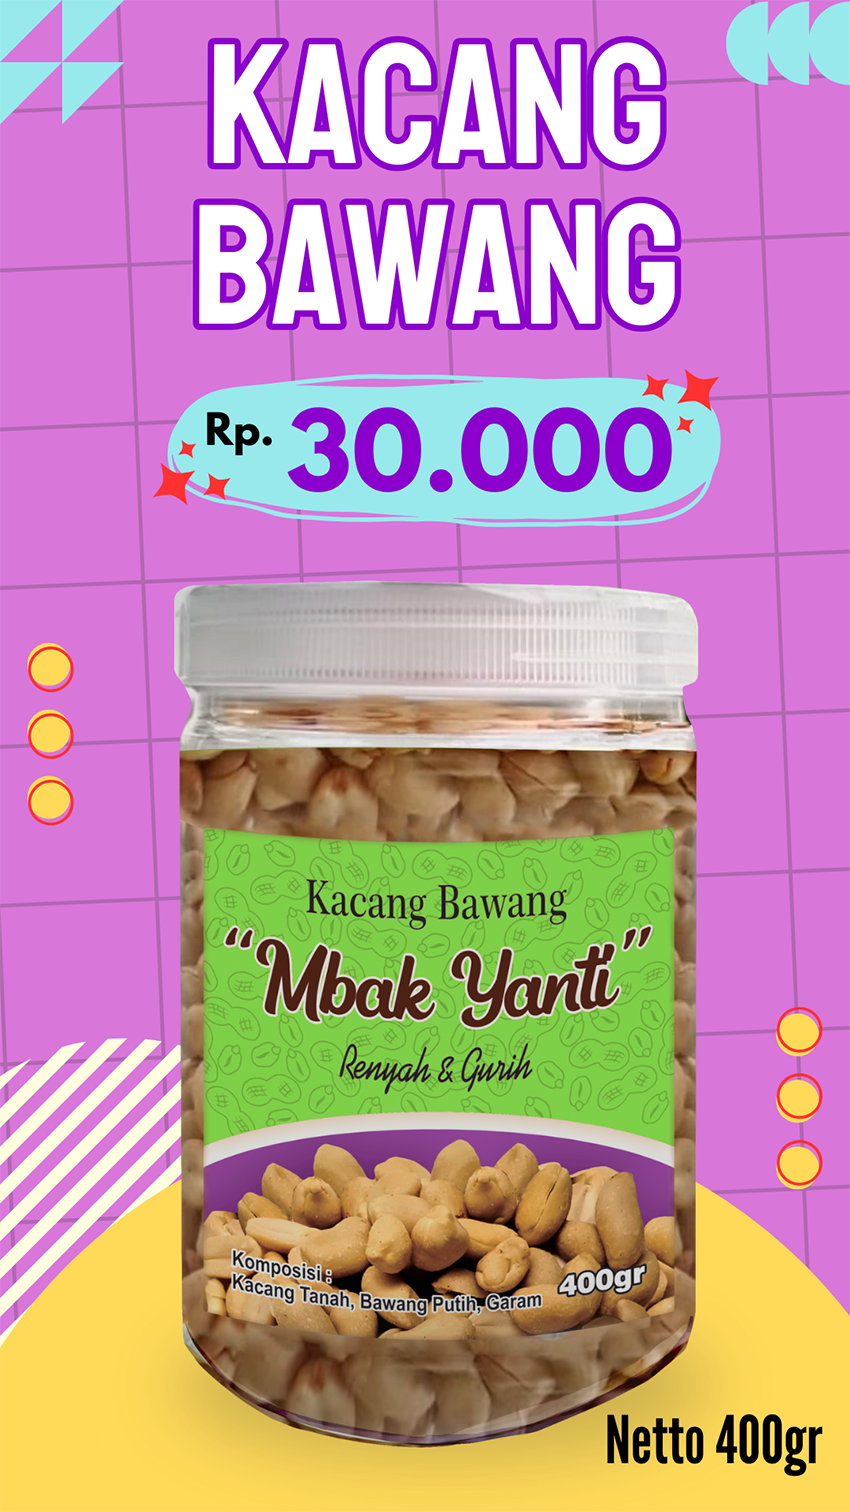 KACANG
BAWANG
Rp. 30.000
Kacang Bawang
"Mbak Yanti"
Renyah & Gurih
Komposisi :
Kacang Tanah, Bawang Putih, Garam
400gr
Netto 400gr